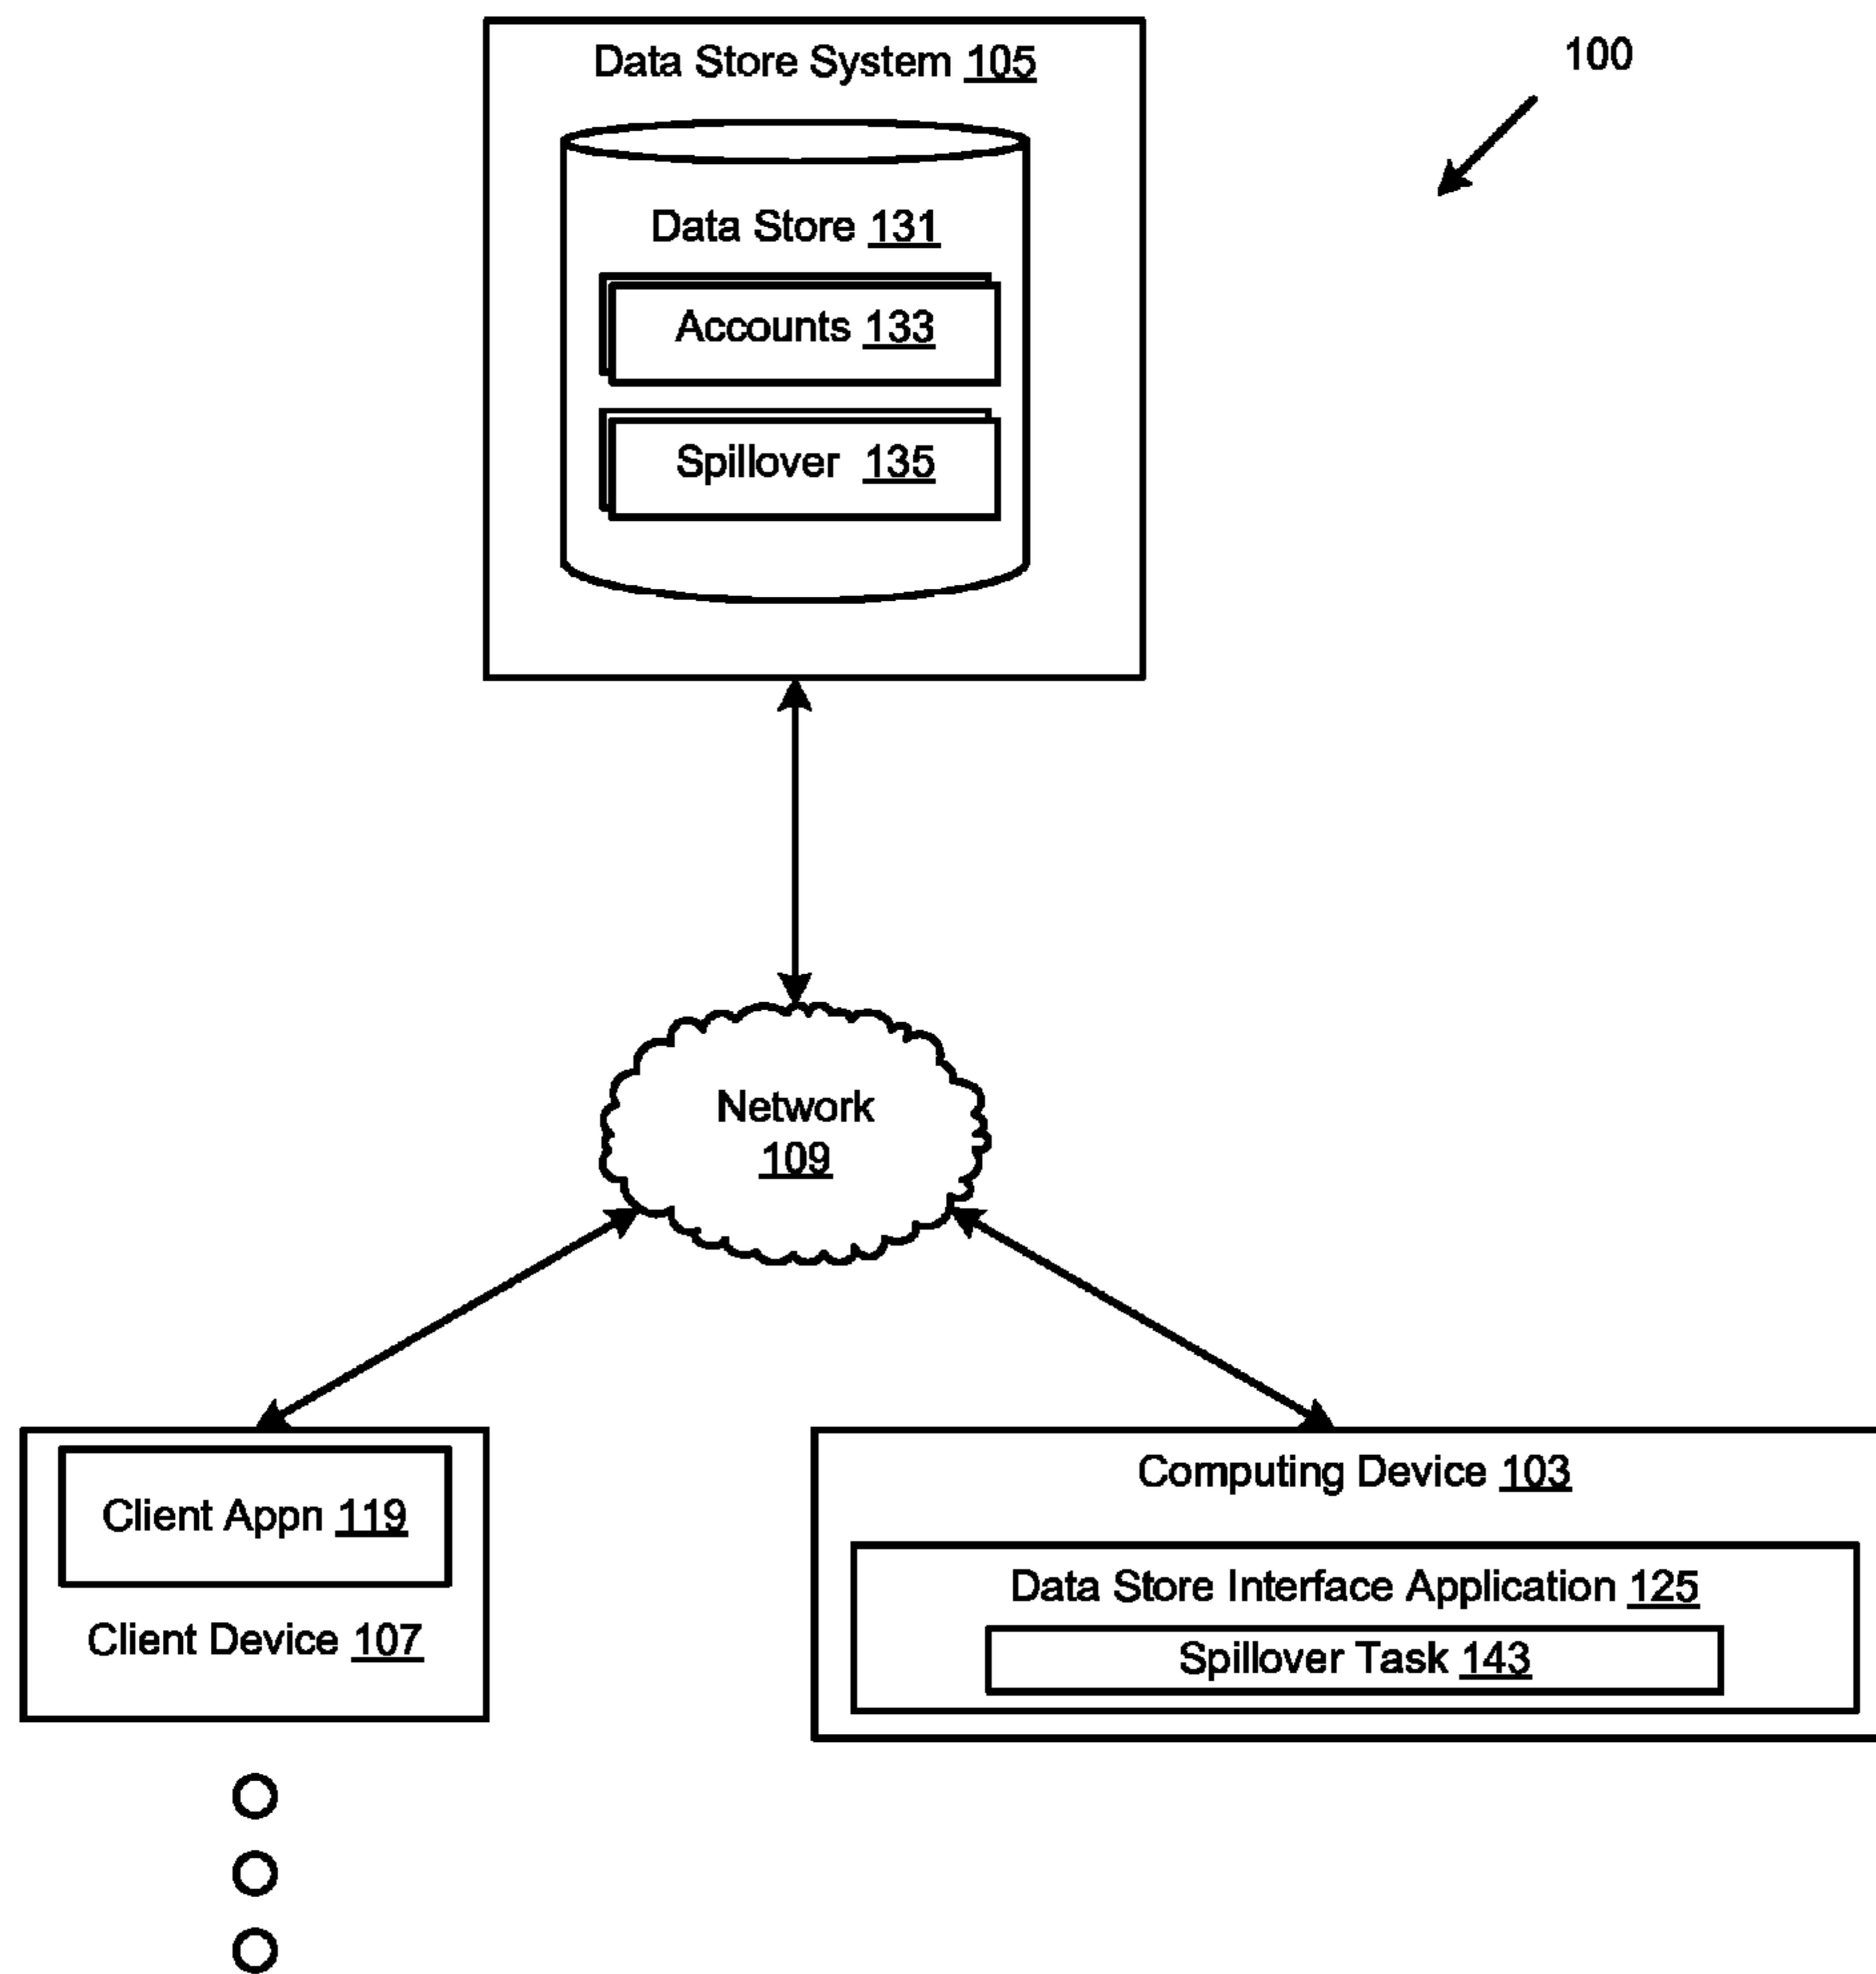 Data Store System 105
100
Data Store 131
Accounts 133
Spillover 135
Network
109
Client Appn 119
Client Device 107
Computing Device 103
Data Store Interface Application 125
Spillover Task 143